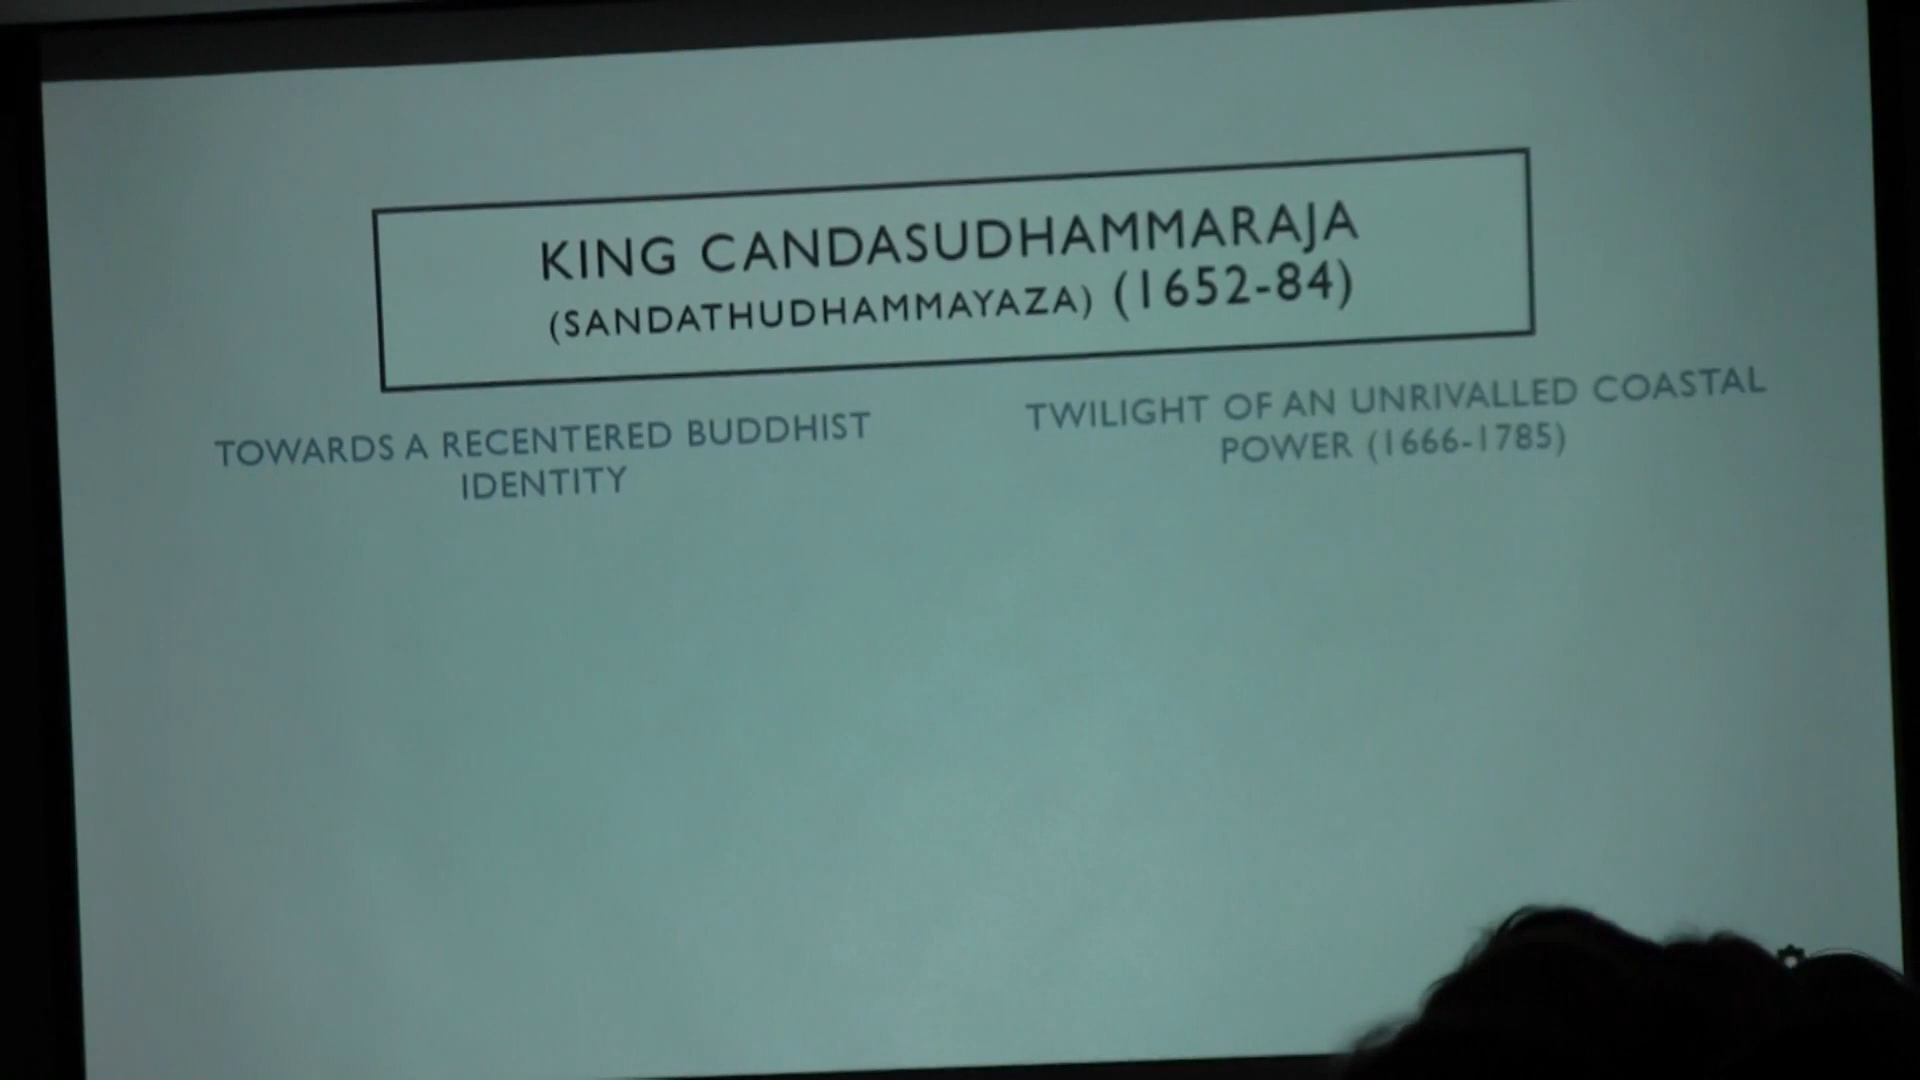 KING CANDASUDHAMMARAJA
(SANDATHUDHAMMAYAZA) (1652-84)
TOWARDS A RECENTERED BUDDHIST
IDENTITY
TWILIGHT OF AN UNRIVALLED COASTAL
POWER (1666-1785)